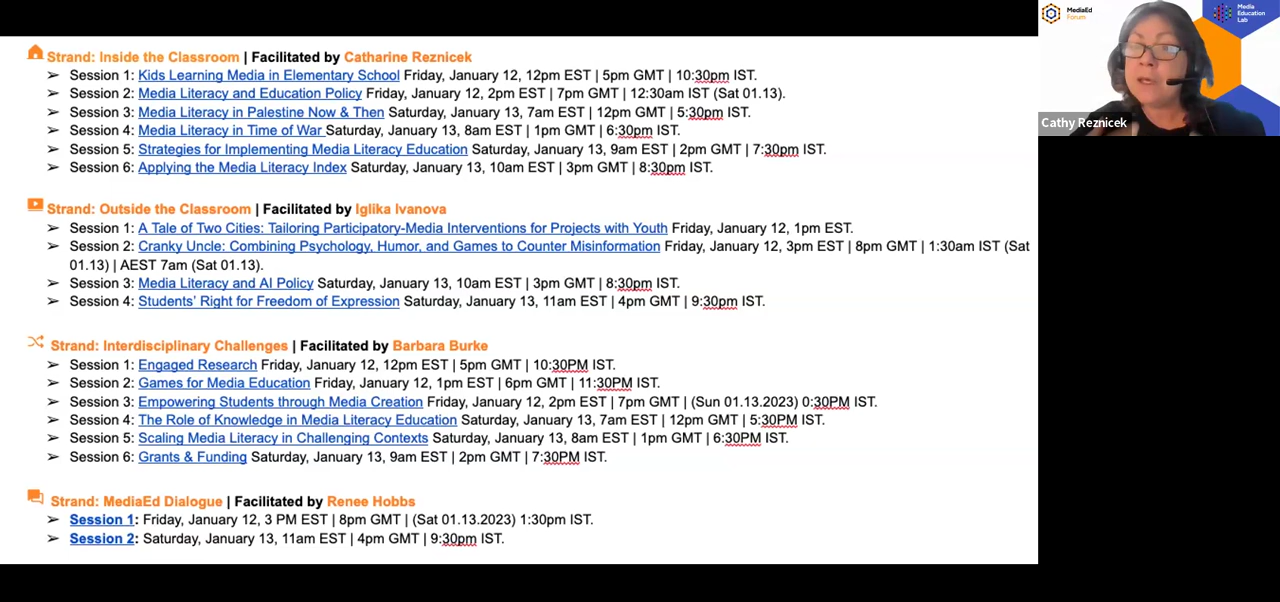 Strand: Inside the Classroom | Facilitated by Catharine Reznicek
➢ Session 1: Kids Learning Media in Elementary School Friday, January 12, 12pm EST | 5pm GMT | 10:30pm IST.
➢ Session 2: Media Literacy and Education Policy Friday, January 12, 2pm EST | 7pm GMT | 12:30am IST (Sat 01.13).
➢ Session 3: Media Literacy in Palestine Now & Then Saturday, January 13, 7am EST | 12pm GMT | 5:30pm IST.
➢ Session 4: Media Literacy in Time of War Saturday, January 13, 8am EST | 1pm GMT | 6:30pm IST.
➢ Session 5: Strategies for Implementing Media Literacy Education Saturday, January 13, 9am EST | 2pm GMT | 7:30pm IST.
➢ Session 6: Applying the Media Literacy Index Saturday, January 13, 10am EST | 3pm GMT | 8:30pm IST.
Strand: Outside the Classroom | Facilitated by Iglika Ivanova
➢ Session 1: A Tale of Two Cities: Tailoring Participatory-Media Interventions for Projects with Youth Friday, January 12, 1pm EST.
➢ Session 2: Cranky Uncle: Combining Psychology, Humor, and Games to Counter Misinformation Friday, January 12, 3pm EST | 8pm GMT | 1:30am IST (Sat
01.13) | AEST 7am (Sat 01.13).
➢ Session 3: Media Literacy and AI Policy Saturday, January 13, 10am EST | 3pm GMT | 8:30pm IST.
➢ Session 4: Students' Right for Freedom of Expression Saturday, January 13, 11am EST | 4pm GMT | 9:30pm IST.
Strand: Interdisciplinary Challenges | Facilitated by Barbara Burke
➢ Session 1: Engaged Research Friday, January 12, 12pm EST | 5pm GMT | 10:30PM IST.
➢ Session 2: Games for Media Education Friday, January 12, 1pm EST | 6pm GMT | 11:30PM IST.
➢ Session 3: Empowering Students through Media Creation Friday, January 12, 2pm EST | 7pm GMT | (Sun 01.13.2023) 0:30PM IST.
➢ Session 4: The Role of Knowledge in Media Literacy Education Saturday, January 13, 7am EST | 12pm GMT | 5:30PM IST.
➢ Session 5: Scaling Media Literacy in Challenging Contexts Saturday, January 13, 8am EST | 1pm GMT | 6:30PM IST.
➢ Session 6: Grants & Funding Saturday, January 13, 9am EST | 2pm GMT | 7:30PM IST.
Strand: MediaEd Dialogue | Facilitated by Renee Hobbs
➢ Session 1: Friday, January 12, 3 PM EST | 8pm GMT | (Sat 01.13.2023) 1:30pm IST.
➢ Session 2: Saturday, January 13, 11am EST | 4pm GMT | 9:30pm IST.
MediaEd
Forum
Media
Education
Lab
Cathy Reznicek